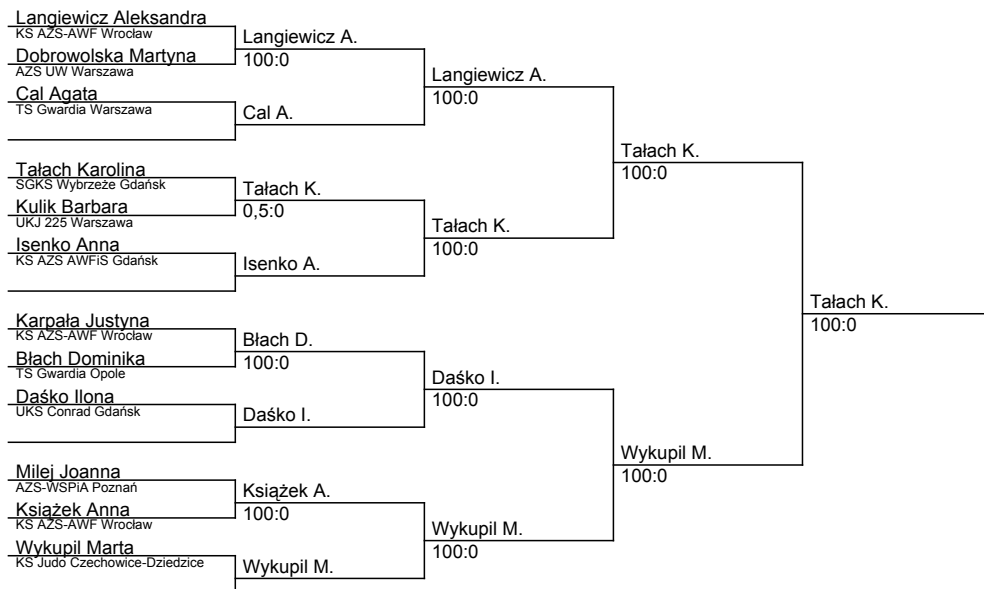 Langiewicz Aleksandra
KS AZS-AWF Wrocław
Dobrowolska Martyna
AZS UW Warszawa
Cal Agata
TS Gwardia Warszawa
Tałach Karolina
SGKS Wybrzeże Gdańsk
Kulik Barbara
UKJ 225 Warszawa
Isenko Anna
KS AZS AWFiS Gdańsk
Karpała Justyna
KS AZS-AWF Wrocław
Błach Dominika
TS Gwardia Opole
Daśko Ilona
UKS Conrad Gdańsk
Milej Joanna
AZS-WSPiA Poznań
Książek Anna
KS AZS-AWF Wrocław
Wykupil Marta
KS Judo Czechowice-Dziedzice
Langiewicz A.
100:0
Cal A.
Tałach K.
0,5:0
Isenko A.
Błach D.
100:0
Daśko I.
Książek A.
100:0
Wykupil M.
Langiewicz A.
100:0
Tałach K.
100:0
Daśko I.
100:0
Wykupil M.
100:0
Tałach K.
100:0
Wykupil M.
100:0
Tałach K.
100:0